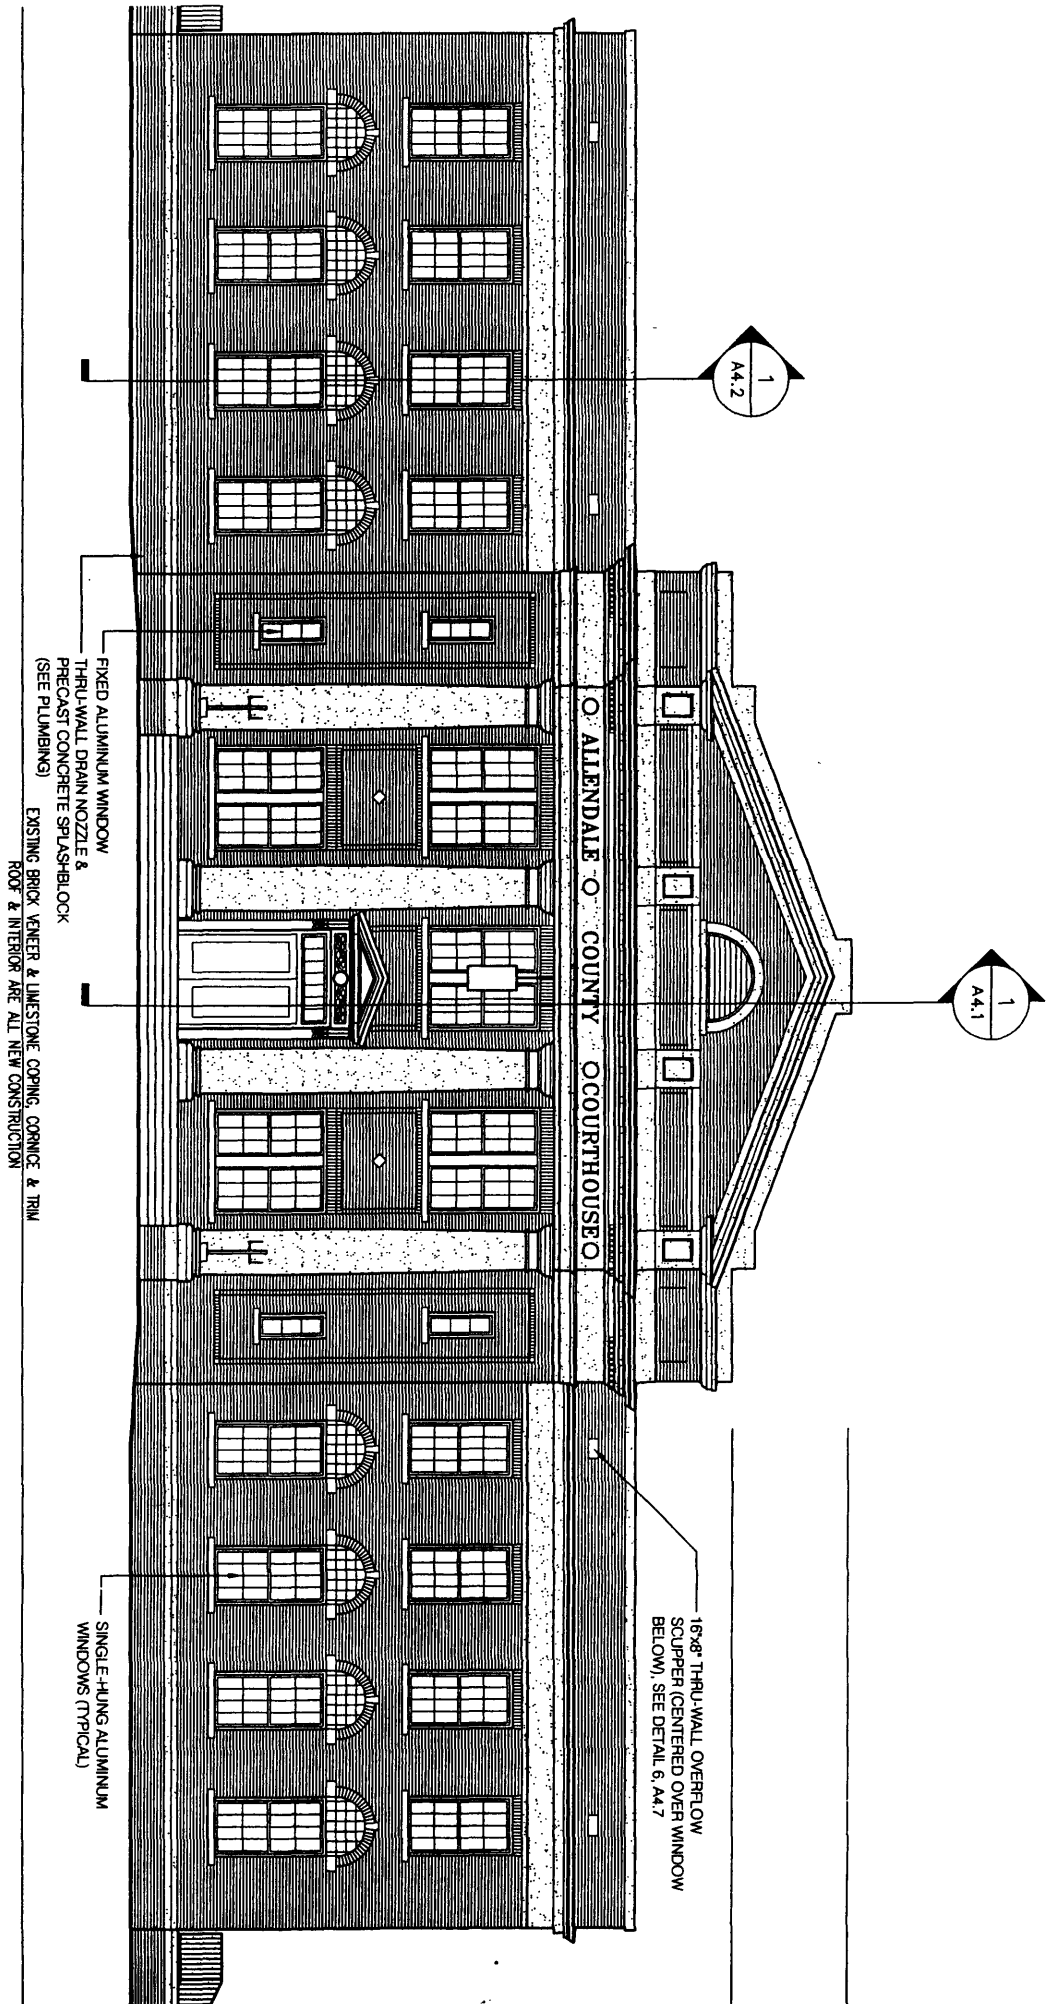 1
A4.1
1
A4.2
ALLENDALE COUNTY COURTHOUSE
16"x8" THRU-WALL OVERFLOW
SCUPPER (CENTERED OVER WINDOW
BELOW), SEE DETAIL 6, A4.7
FIXED ALUMINUM WINDOW
THRU-WALL DRAIN NOZZLE &
PRECAST CONCRETE SPLASHBLOCK
(SEE PLUMBING)
SINGLE-HUNG ALUMINUM
WINDOWS (TYPICAL)
EXISTING BRICK VENEER & LIMESTONE COPING, CORNICE & TRIM
ROOF & INTERIOR ARE ALL NEW CONSTRUCTION